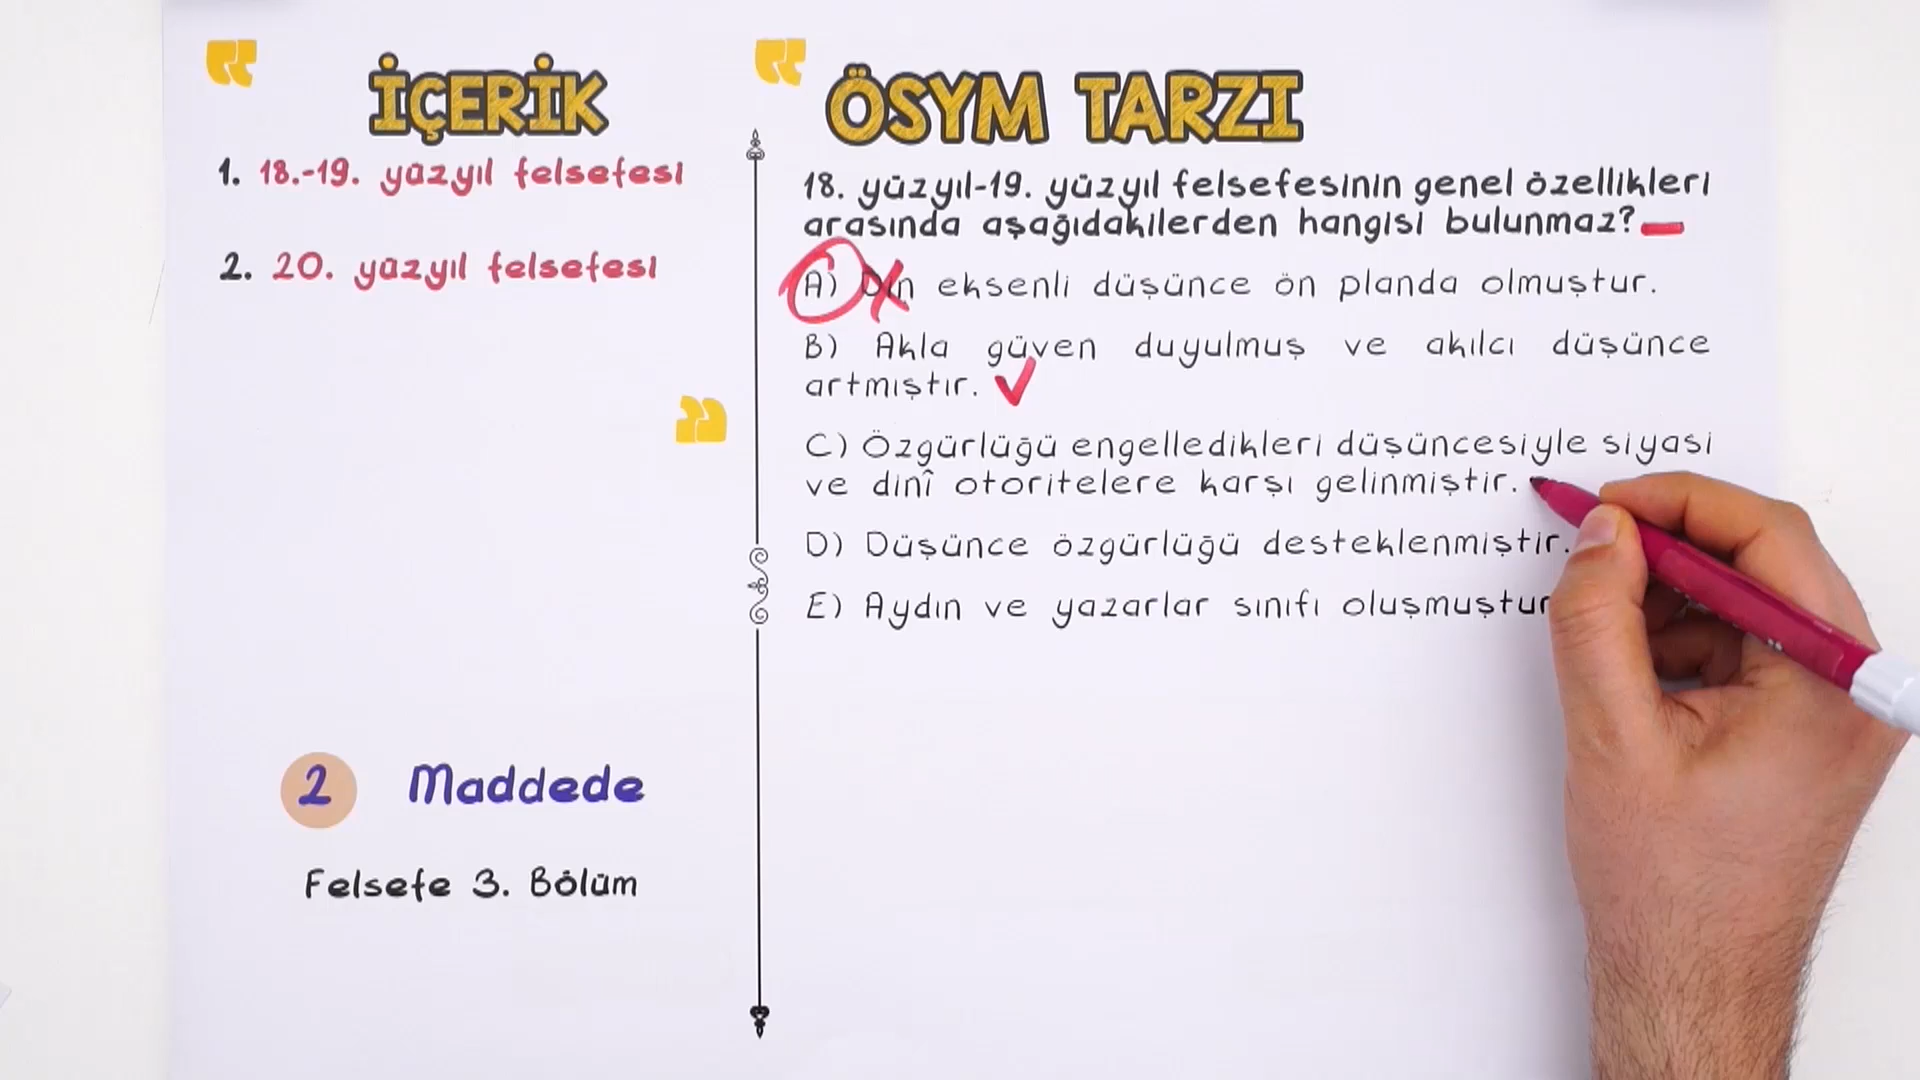 İÇERİK
1. 18.-19. yüzyıl felsefesi
2. 20. yüzyıl felsefesi
2 Maddede
Felsefe 3. Bölüm
ÖSYM TARZI
18. yüzyıl-19. yüzyıl felsefesinin genel özellikleri
arasında aşağıdakilerden hangisi bulunmaz?
A) Din eksenli düşünce ön planda olmuştur.
B) Akla güven duyulmuş ve akılcı düşünce
artmıştır.
C) Özgürlüğü engelledikleri düşüncesiyle siyasi
ve dinî otoritelere karşı gelinmiştir.
D) Düşünce özgürlüğü desteklenmiştir.
E) Aydın ve yazarlar sınıfı oluşmuştur